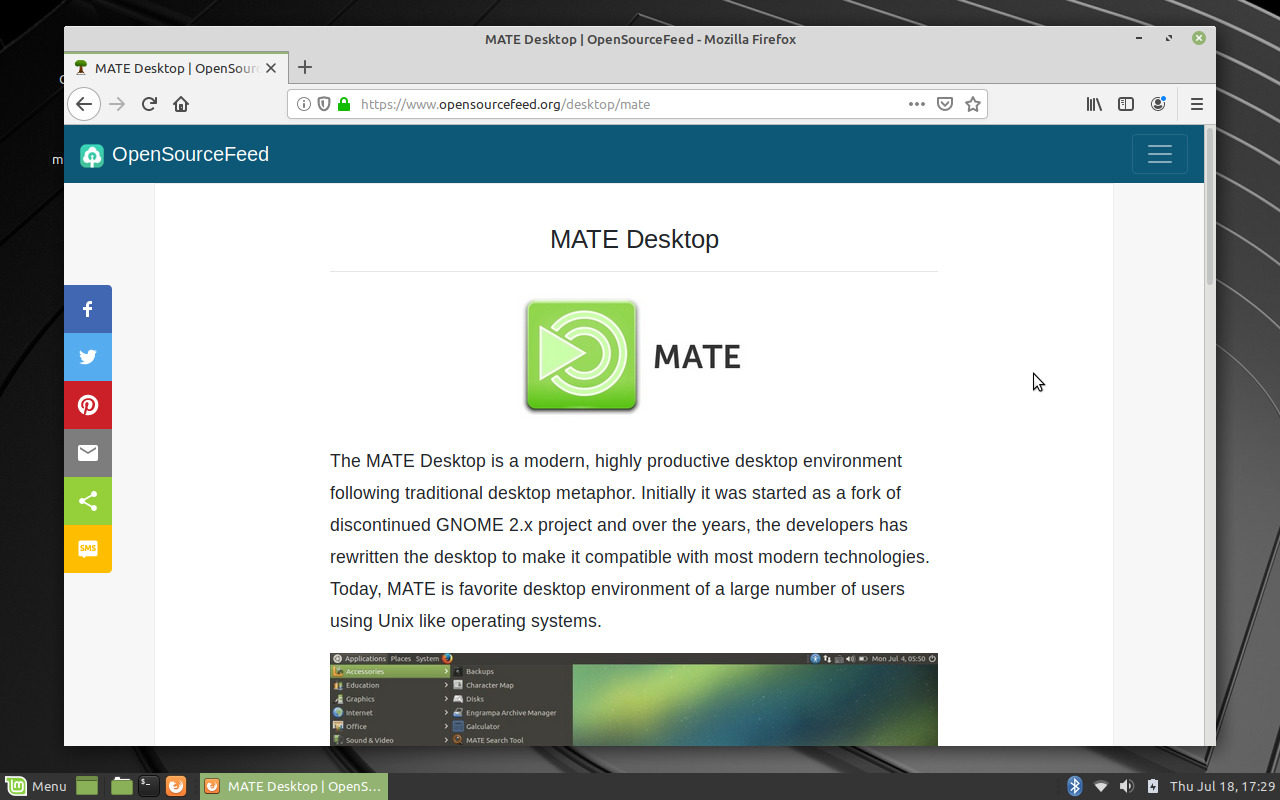 MATE Desktop | OpenSourceFeed - Mozilla Firefox
MATE Desktop | OpenSour
https://www.opensourcefeed.org/desktop/mate
OpenSourceFeed
MATE Desktop
MATE
The MATE Desktop is a modern, highly productive desktop environment
following traditional desktop metaphor. Initially it was started as a fork of
discontinued GNOME 2.x project and over the years, the developers has
rewritten the desktop to make it compatible with most modern technologies.
Today, MATE is favorite desktop environment of a large number of users
using Unix like operating systems.
SMS
Applications Places System
Mon Jul 4, 05:50
Accessories
Backups
Education
Character Map
Graphics
Disks
Internet
Engrampa Archive Manager
Office
Galculator
Sound & Video
MATE Search Tool
Menu
MATE Desktop | OpenS...
Thu Jul 18, 17:29